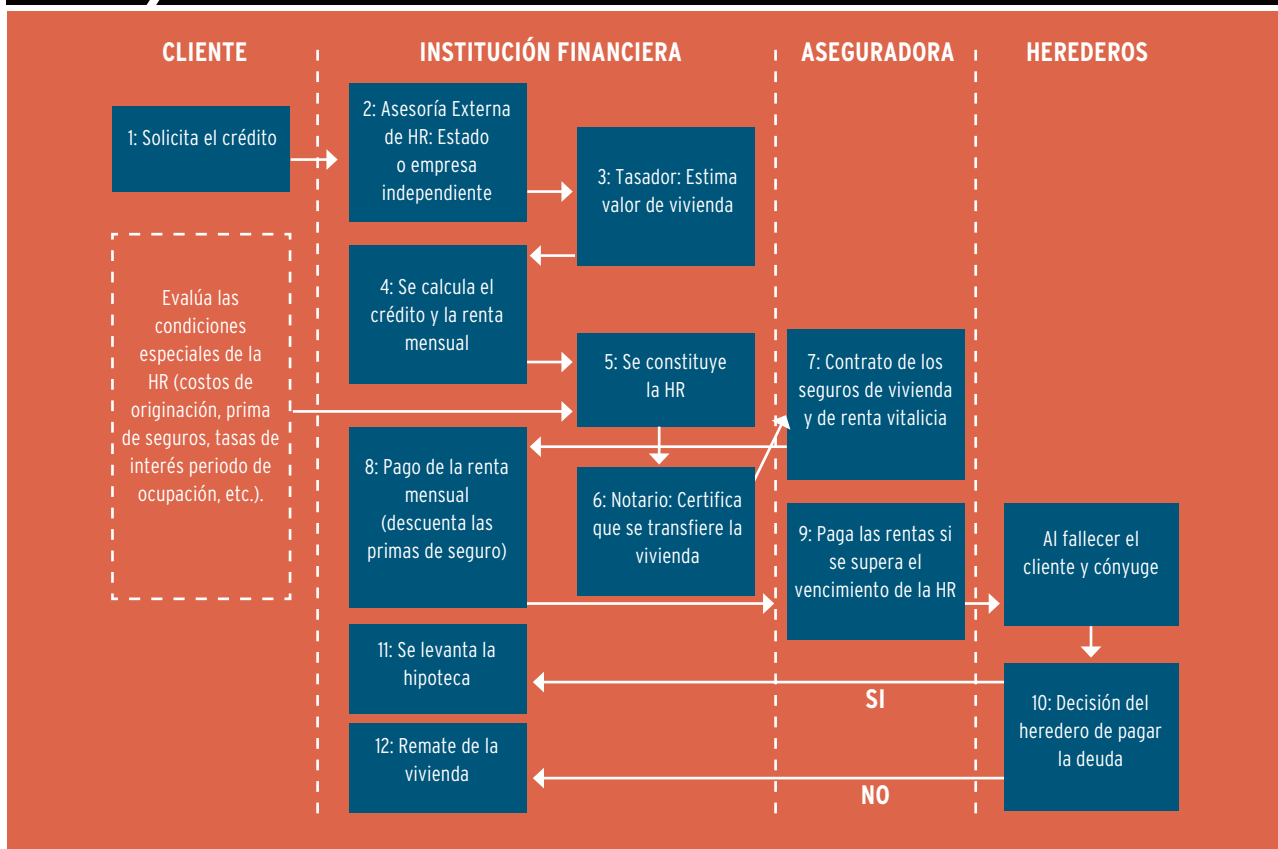 CLIENTE
INSTITUCIÓN FINANCIERA
ASEGURADORA
HEREDEROS
1: Solicita el crédito
2: Asesoría Externa
de HR: Estado
o empresa
independiente
3: Tasador: Estima
valor de vivienda
Evalúa las
condiciones
especiales de la
HR (costos de
originación, prima
de seguros, tasas de
interés periodo de
ocupación, etc.).
4: Se calcula el
crédito y la renta
mensual
5: Se constituye
la HR
6: Notario: Certifica
que se transfiere la
vivienda
7: Contrato de los
seguros de vivienda
y de renta vitalicia
8: Pago de la renta
mensual
(descuenta las
primas de seguro)
9: Paga las rentas si
se supera el
vencimiento de la HR
Al fallecer el
cliente y cónyuge
10: Decisión del
heredero de pagar
la deuda
SI
11: Se levanta la
hipoteca
NO
12: Remate de la
vivienda